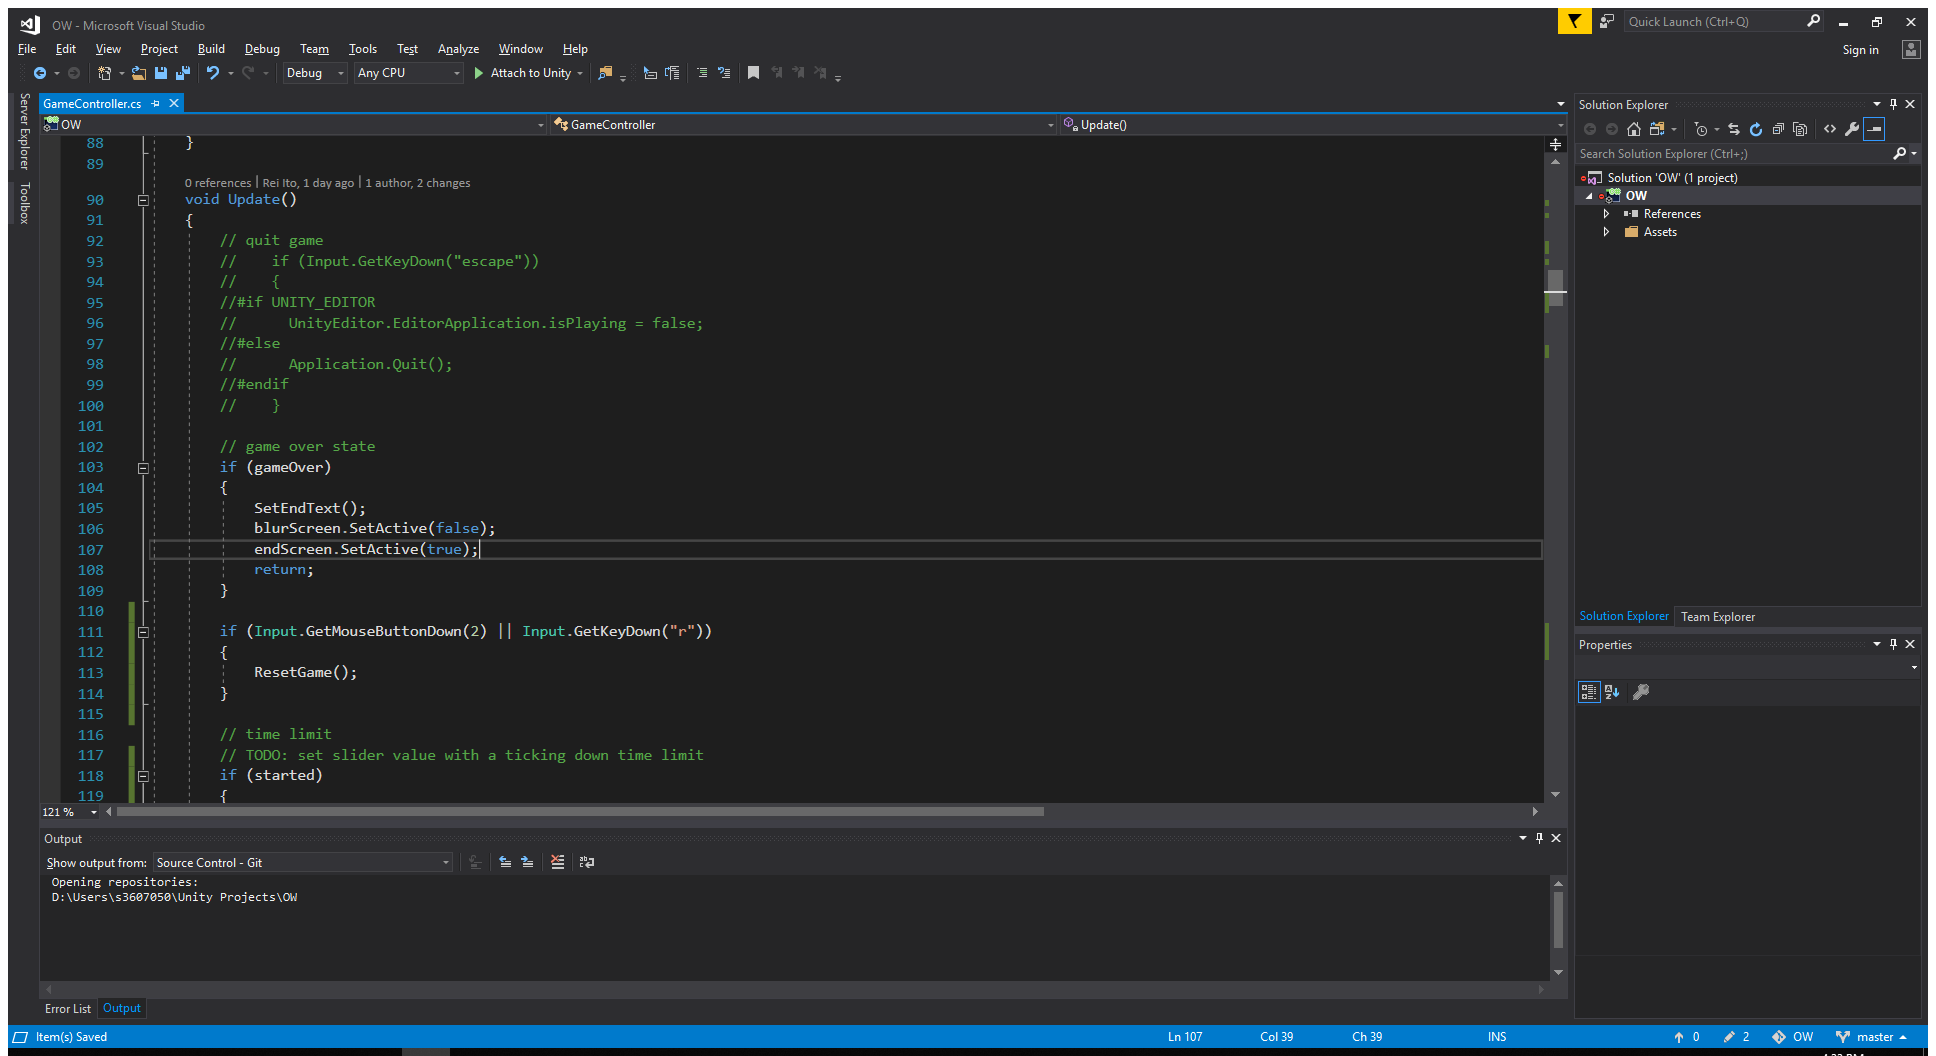 OW - Microsoft Visual Studio
Quick Launch (Ctrl+Q)
File Edit View Project Build Debug Team Tools Test Analyze Window Help
Sign in
Debug Any CPU Attach to Unity
Server Explorer
Toolbox
GameController.cs
OW GameController Update()
88 }
89
0 references | Rei Ito, 1 day ago | 1 author, 2 changes
90 void Update()
91 {
92 // quit game
93 //    if (Input.GetKeyDown("escape"))
94 //    {
95 //#if UNITY_EDITOR
96 //      UnityEditor.EditorApplication.isPlaying = false;
97 //#else
98 //      Application.Quit();
99 //#endif
100 //    }
101
102 // game over state
103 if (gameOver)
104 {
105 SetEndText();
106 blurScreen.SetActive(false);
107 endScreen.SetActive(true);
108 return;
109 }
110
111 if (Input.GetMouseButtonDown(2) || Input.GetKeyDown("r"))
112 {
113 ResetGame();
114 }
115
116 // time limit
117 // TODO: set slider value with a ticking down time limit
118 if (started)
119 {
121 %
Output
Show output from: Source Control - Git
Opening repositories:
D:\Users\s3607050\Unity Projects\OW
Error List Output
Solution Explorer
Search Solution Explorer (Ctrl+;)
Solution 'OW' (1 project)
OW
References
Assets
Solution Explorer Team Explorer
Properties
Item(s) Saved Ln 107 Col 39 Ch 39 INS 0 2 OW master